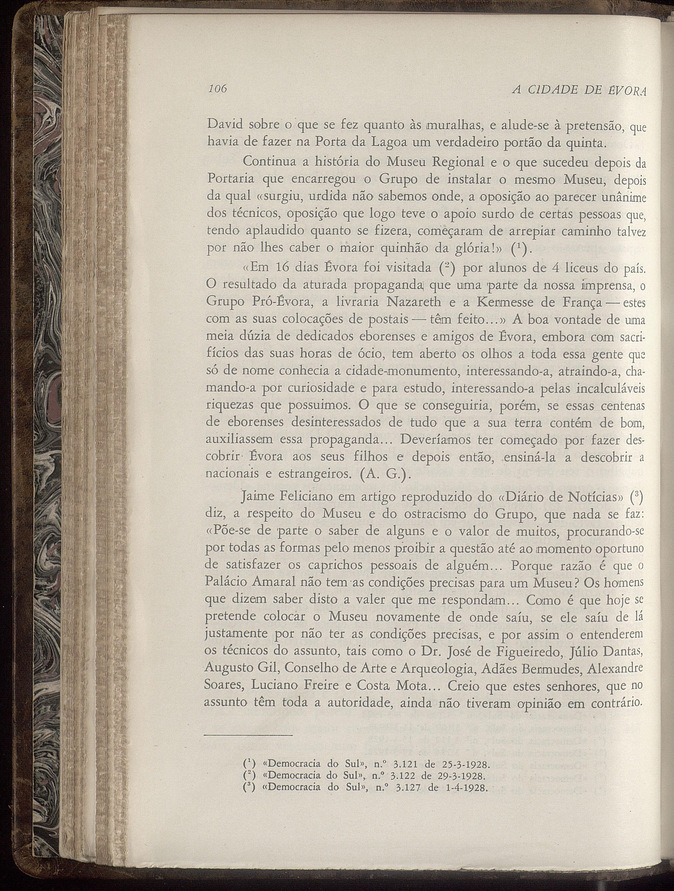 106
A CIDADE DE ÉVORA
David sobre o que se fez quanto às muralhas, e alude-se à pretensão, que
havia de fazer na Porta da Lagoa um verdadeiro portão da quinta.
Continua a história do Museu Regional e o que sucedeu depois da
Portaria que encarregou o Grupo de instalar o mesmo Museu, depois
da qual «surgiu, urdida não sabemos onde, a oposição ao parecer unânime
dos técnicos, oposição que logo teve o apoio surdo de certas pessoas que,
tendo aplaudido quanto se fizera, começaram de arrepiar caminho talvez
por não lhes caber o maior quinhão da glória!» (¹).
«Em 16 dias Évora foi visitada (²) por alunos de 4 liceus do país.
O resultado da aturada propaganda que uma parte da nossa imprensa, o
Grupo Pró-Évora, a livraria Nazareth e a Kermesse de França — estes
com as suas colocações de postais — têm feito...» A boa vontade de uma
meia dúzia de dedicados eborenses e amigos de Évora, embora com sacri-
fícios das suas horas de ócio, tem aberto os olhos a toda essa gente que
só de nome conhecia a cidade-monumento, interessando-a, atraindo-a, cha-
mando-a por curiosidade e para estudo, interessando-a pelas incalculáveis
riquezas que possuimos. O que se conseguiria, porém, se essas centenas
de eborenses desinteressados de tudo que a sua terra contém de bom,
auxiliassem essa propaganda... Deveríamos ter começado por fazer des-
cobrir Évora aos seus filhos e depois então, ensiná-la a descobrir a
nacionais e estrangeiros. (A. G.).
Jaime Feliciano em artigo reproduzido do «Diário de Notícias» (³)
diz, a respeito do Museu e do ostracismo do Grupo, que nada se faz:
«Põe-se de parte o saber de alguns e o valor de muitos, procurando-se
por todas as formas pelo menos proibir a questão até ao momento oportuno
de satisfazer os caprichos pessoais de alguém... Porque razão é que o
Palácio Amaral não tem as condições precisas para um Museu? Os homens
que dizem saber disto a valer que me respondam... Como é que hoje se
pretende colocar o Museu novamente de onde saíu, se ele saíu de lá
justamente por não ter as condições precisas, e por assim o entenderem
os técnicos do assunto, tais como o Dr. José de Figueiredo, Júlio Dantas,
Augusto Gil, Conselho de Arte e Arqueologia, Adães Bermudes, Alexandre
Soares, Luciano Freire e Costa Mota... Creio que estes senhores, que no
assunto têm toda a autoridade, ainda não tiveram opinião em contrário.
(¹) «Democracia do Sul», n.º 3.121 de 25-3-1928.
(²) «Democracia do Sul», n.º 3.122 de 29-3-1928.
(³) «Democracia do Sul», n.º 3.127 de 1-4-1928.